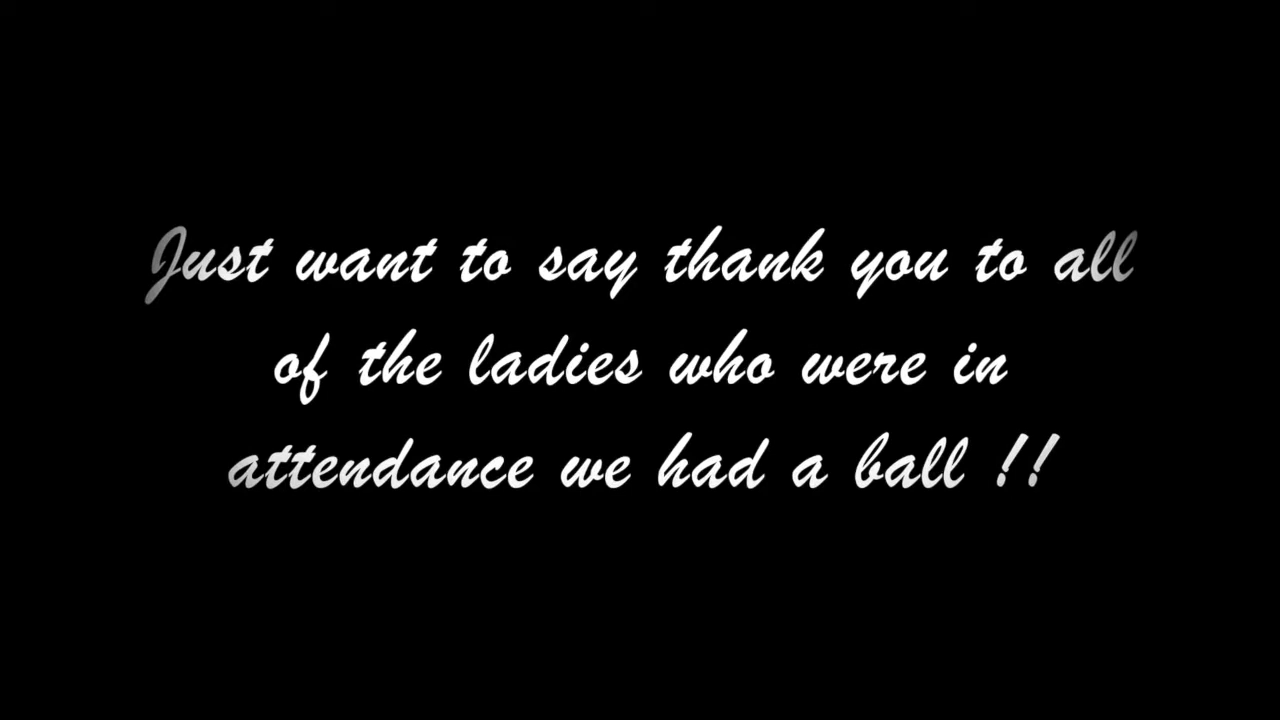 Just want to say thank you to all
of the ladies who were in
attendance we had a ball !!